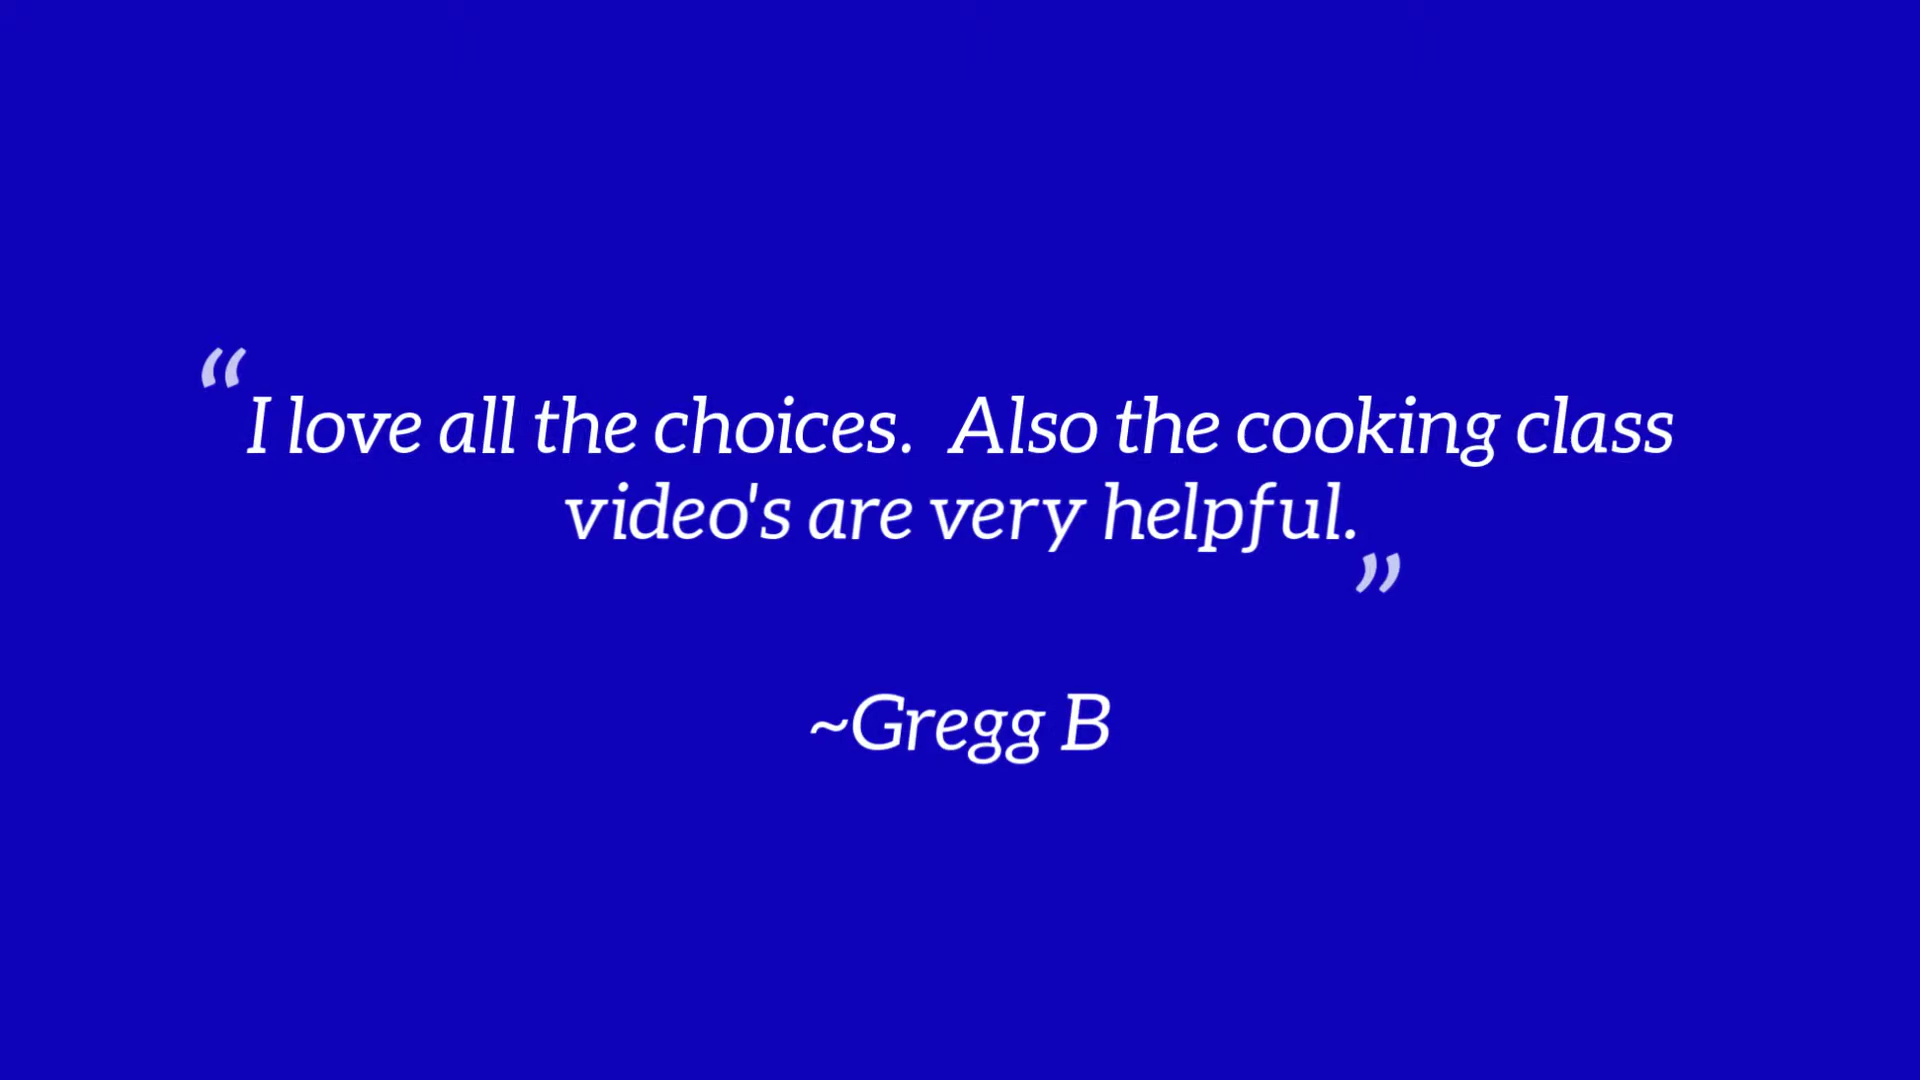 “I love all the choices.  Also the cooking class
video's are very helpful.”
~Gregg B